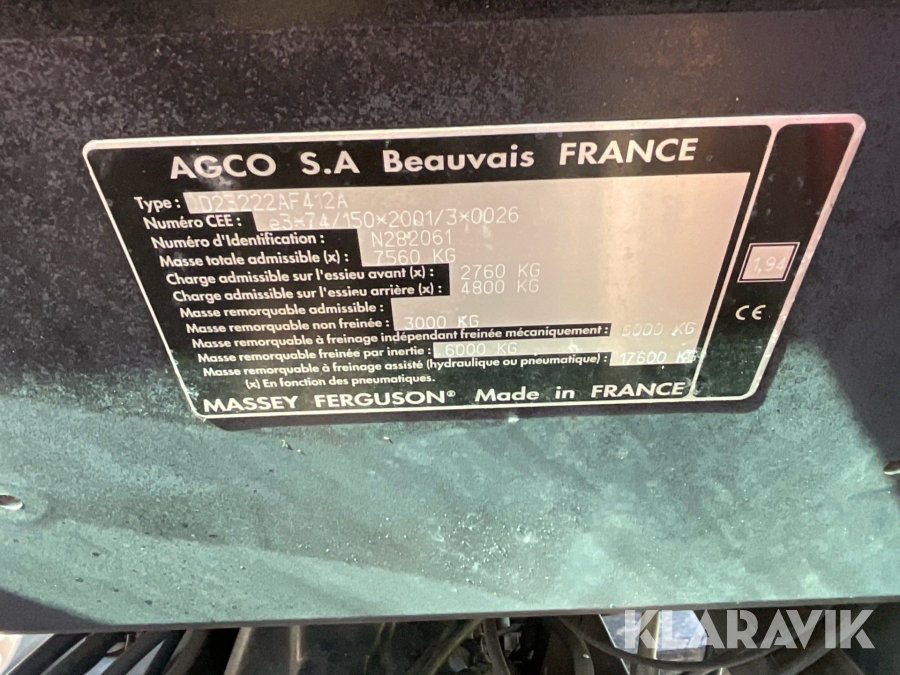 AGCO S.A Beauvais FRANCE
Type : D23222AF412A
Numéro CEE : e3*74/150*2001/3*0026
Numéro d'Identification : N282061
Masse totale admissible (x) : 7560 KG
Charge admissible sur l'essieu avant (x) : 2760 KG
Charge admissible sur l'essieu arrière (x) : 4800 KG
Masse remorquable admissible :
Masse remorquable non freinée : 3000 KG
Masse remorquable à freinage indépendant freinée mécaniquement : 6000 KG
Masse remorquable freinée par inertie : 6000 KG
Masse remorquable à freinage assisté (hydraulique ou pneumatique) : 17600 KG
(x) En fonction des pneumatiques.
MASSEY FERGUSON® Made in FRANCE
1,94
CE
KLARAVIK